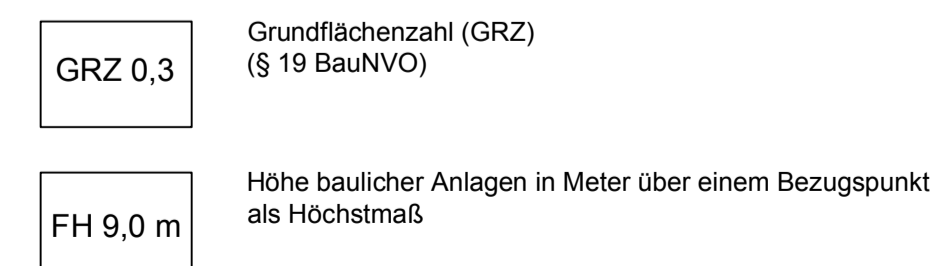 GRZ 0,3
Grundflächenzahl (GRZ)
(§ 19 BauNVO)
FH 9,0 m
Höhe baulicher Anlagen in Meter über einem Bezugspunkt
als Höchstmaß